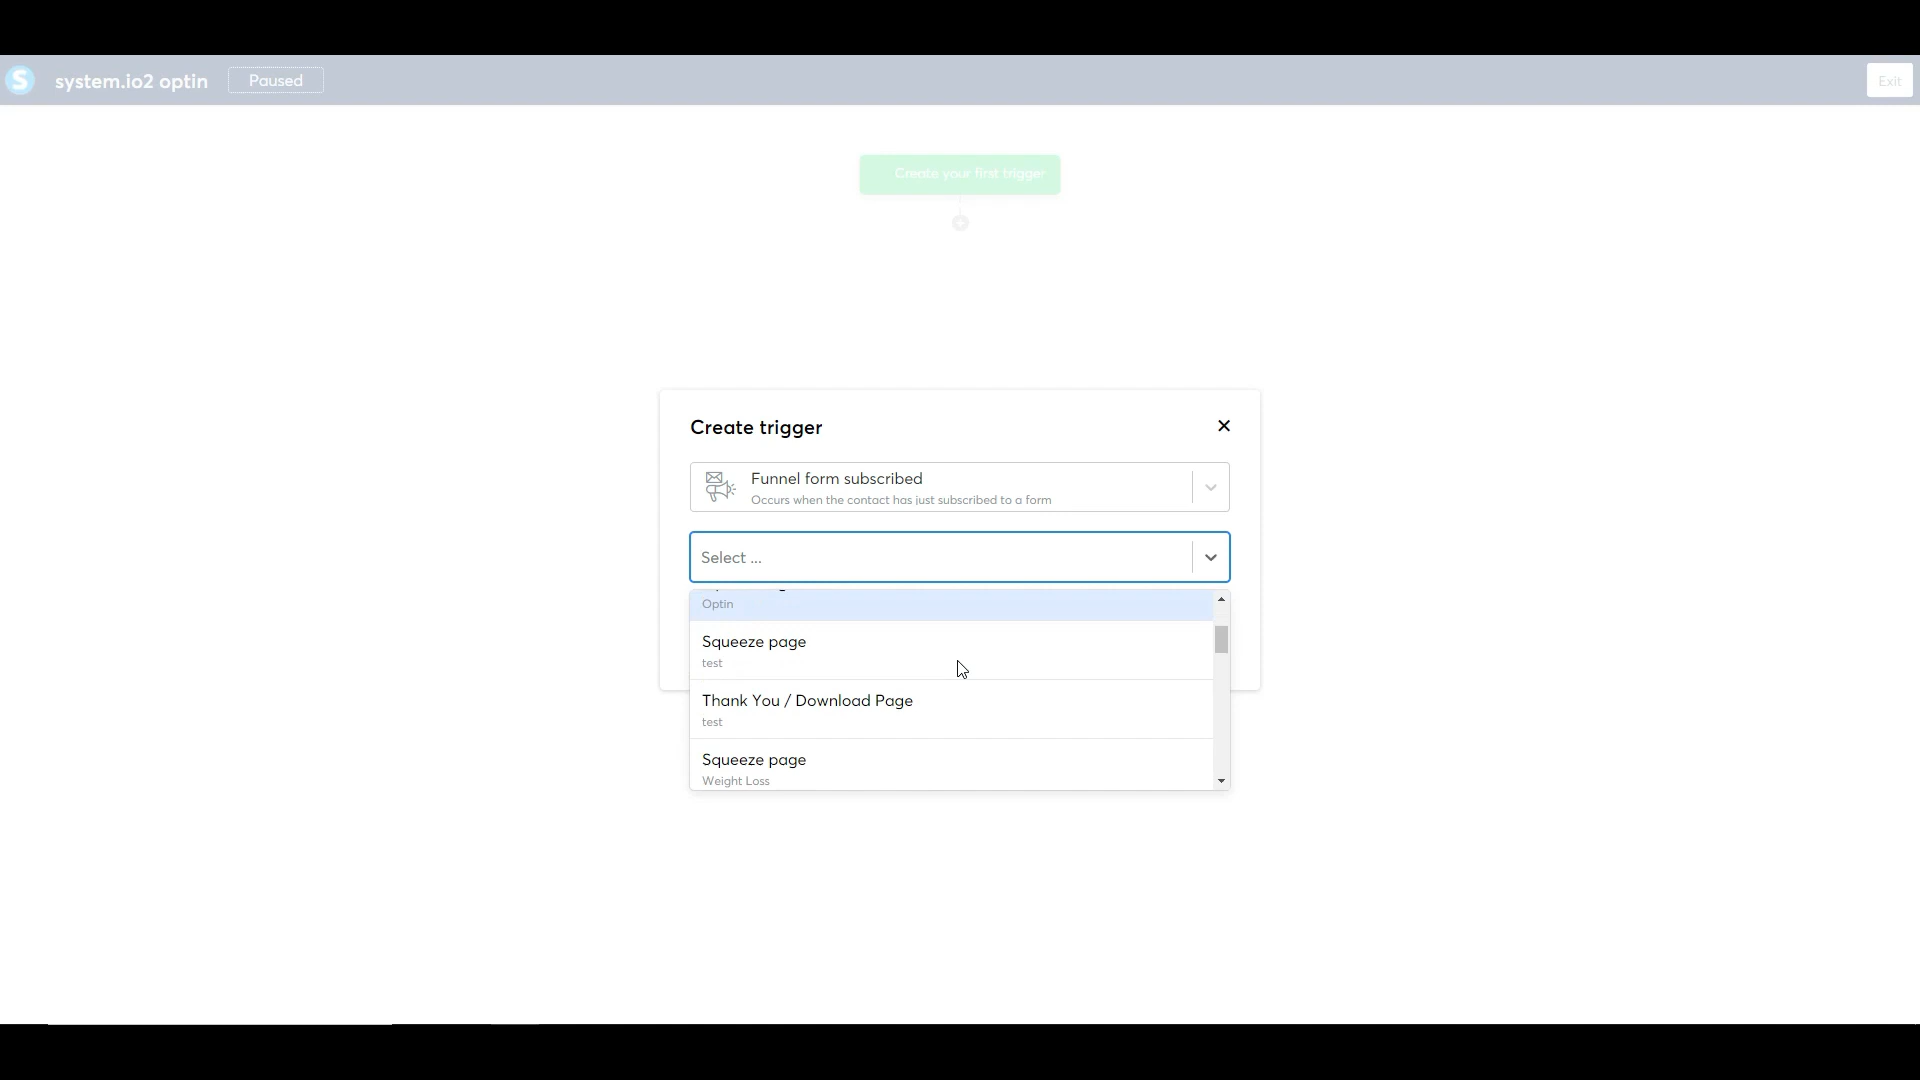 S system.io2 optin Paused Exit
Create your first trigger
Create trigger
Funnel form subscribed
Occurs when the contact has just subscribed to a form
Select ...
Optin
Squeeze page
test
Thank You / Download Page
test
Squeeze page
Weight Loss